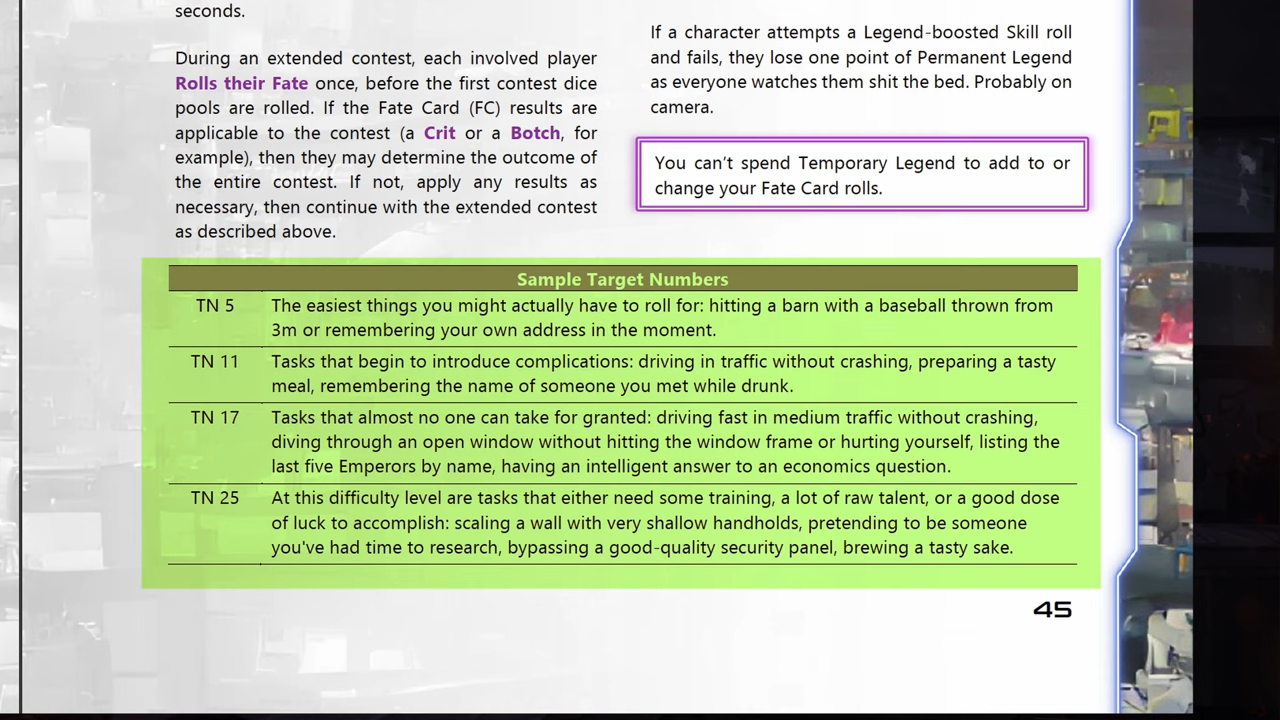 seconds.
During an extended contest, each involved player
Rolls their Fate once, before the first contest dice
pools are rolled. If the Fate Card (FC) results are
applicable to the contest (a Crit or a Botch, for
example), then they may determine the outcome of
the entire contest. If not, apply any results as
necessary, then continue with the extended contest
as described above.
If a character attempts a Legend-boosted Skill roll
and fails, they lose one point of Permanent Legend
as everyone watches them shit the bed. Probably on
camera.
You can't spend Temporary Legend to add to or
change your Fate Card rolls.
Sample Target Numbers
TN 5 The easiest things you might actually have to roll for: hitting a barn with a baseball thrown from
3m or remembering your own address in the moment.
TN 11 Tasks that begin to introduce complications: driving in traffic without crashing, preparing a tasty
meal, remembering the name of someone you met while drunk.
TN 17 Tasks that almost no one can take for granted: driving fast in medium traffic without crashing,
diving through an open window without hitting the window frame or hurting yourself, listing the
last five Emperors by name, having an intelligent answer to an economics question.
TN 25 At this difficulty level are tasks that either need some training, a lot of raw talent, or a good dose
of luck to accomplish: scaling a wall with very shallow handholds, pretending to be someone
you've had time to research, bypassing a good-quality security panel, brewing a tasty sake.
45